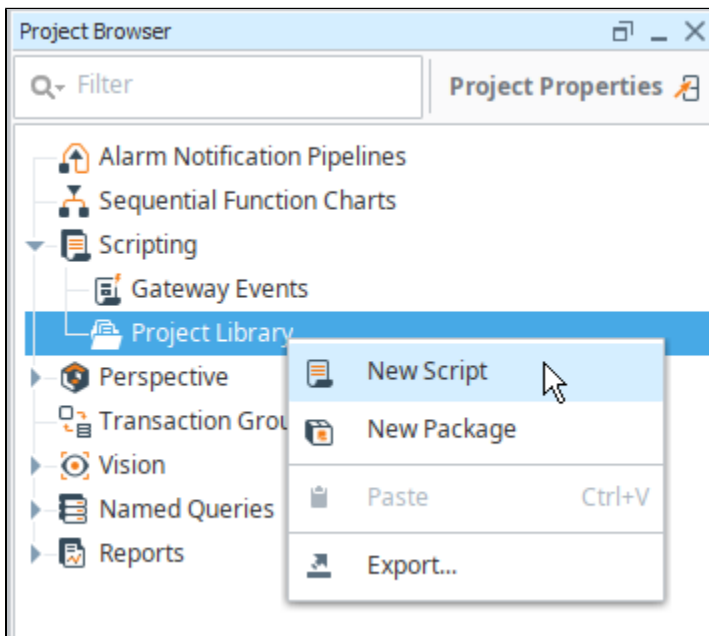 Project Browser
Filter
Project Properties
Alarm Notification Pipelines
Sequential Function Charts
Scripting
Gateway Events
Project Library
New Script
Perspective
Transaction Grou
New Package
Vision
Paste Ctrl+V
Named Queries
Reports
Export...